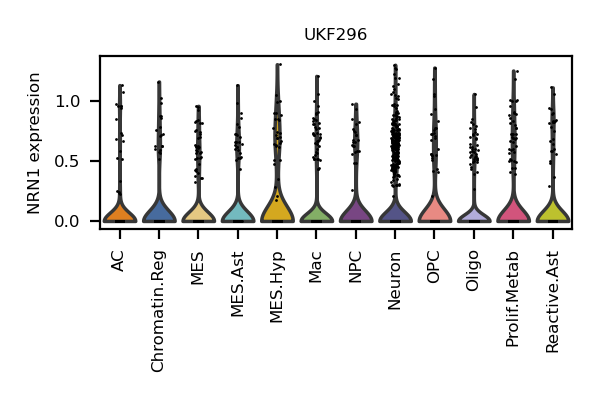 UKF296
NRN1 expression
1.0
0.5
0.0
AC
Chromatin.Reg
MES
MES.Ast
MES.Hyp
Mac
NPC
Neuron
OPC
Oligo
Prolif.Metab
Reactive.Ast